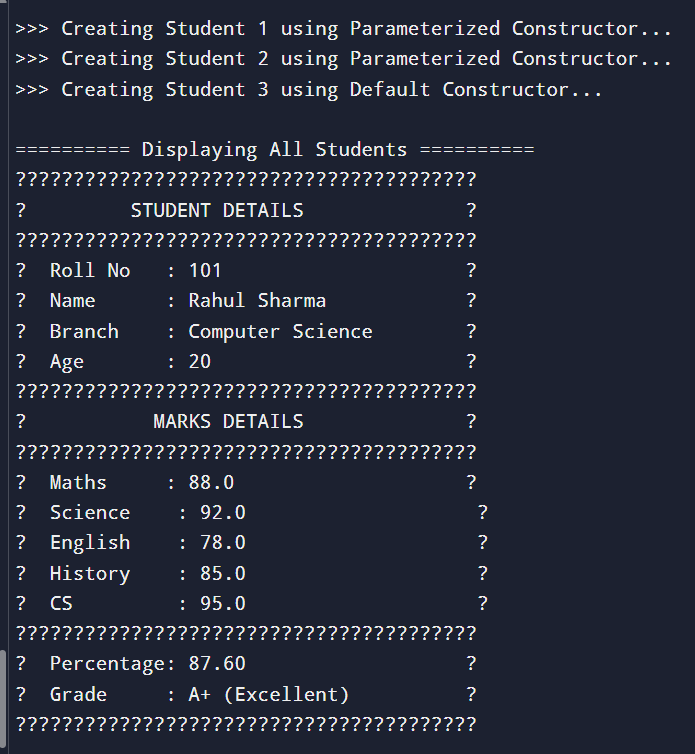 >>> Creating Student 1 using Parameterized Constructor...
>>> Creating Student 2 using Parameterized Constructor...
>>> Creating Student 3 using Default Constructor...

========== Displaying All Students ==========
????????????????????????????????????????
?         STUDENT DETAILS              ?
????????????????????????????????????????
?  Roll No   : 101                     ?
?  Name      : Rahul Sharma            ?
?  Branch    : Computer Science        ?
?  Age       : 20                      ?
????????????????????????????????????????
?           MARKS DETAILS              ?
????????????????????????????????????????
?  Maths     : 88.0                    ?
?  Science    : 92.0                    ?
?  English    : 78.0                    ?
?  History    : 85.0                    ?
?  CS         : 95.0                    ?
????????????????????????????????????????
?  Percentage: 87.60                   ?
?  Grade     : A+ (Excellent)          ?
????????????????????????????????????????